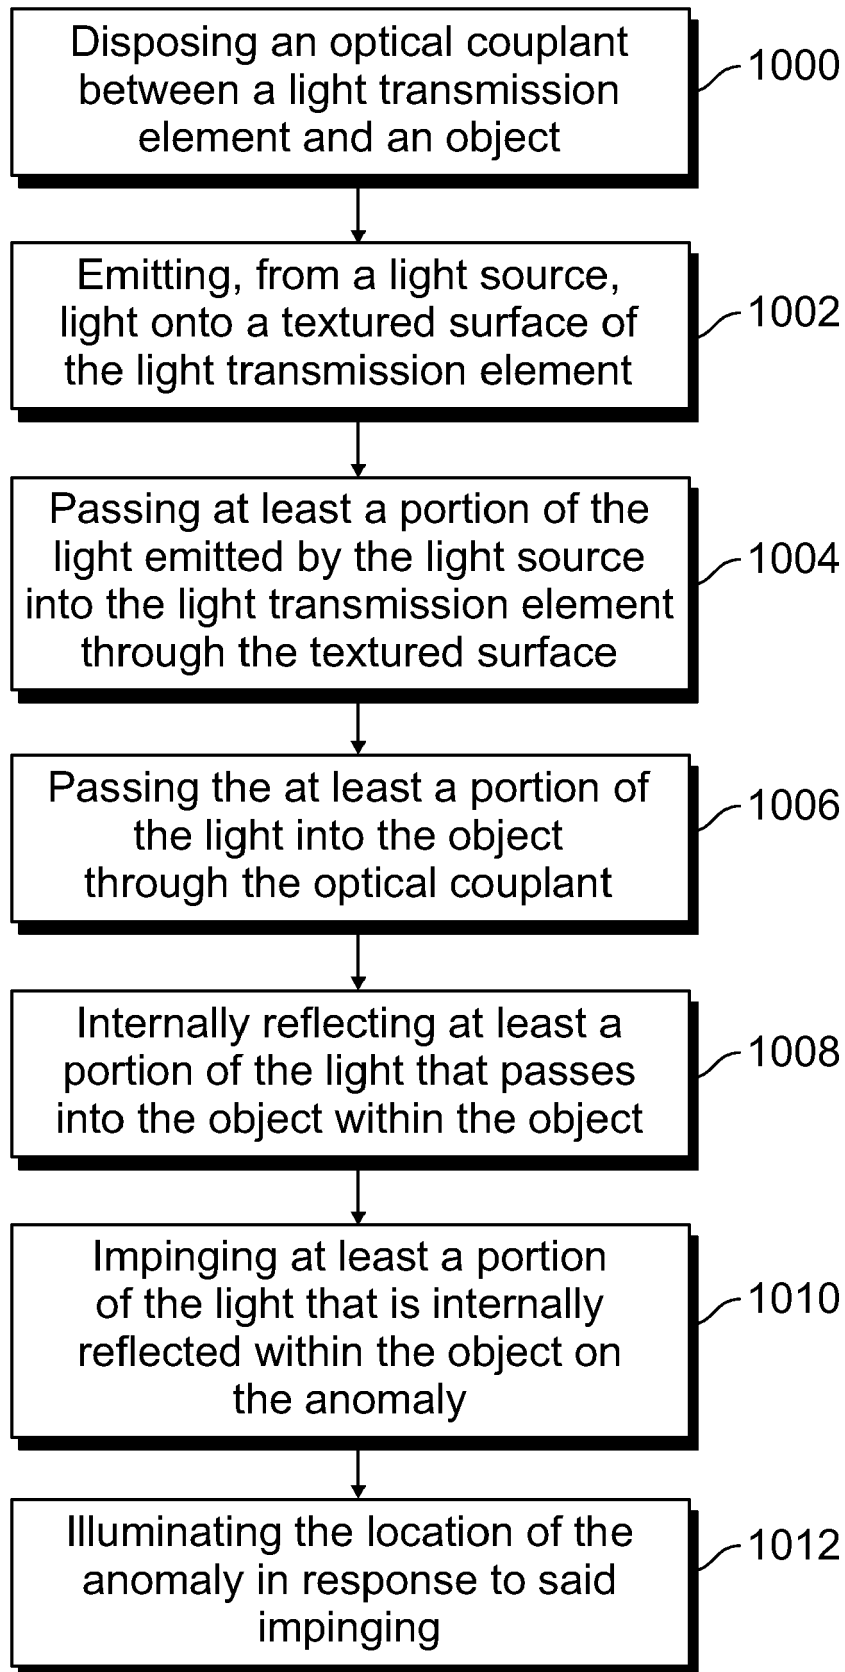 Disposing an optical couplant
between a light transmission
element and an object
1000
Emitting, from a light source,
light onto a textured surface of
the light transmission element
1002
Passing at least a portion of the
light emitted by the light source
into the light transmission element
through the textured surface
1004
Passing the at least a portion of
the light into the object
through the optical couplant
1006
Internally reflecting at least a
portion of the light that passes
into the object within the object
1008
Impinging at least a portion
of the light that is internally
reflected within the object on
the anomaly
1010
Illuminating the location of the
anomaly in response to said
impinging
1012